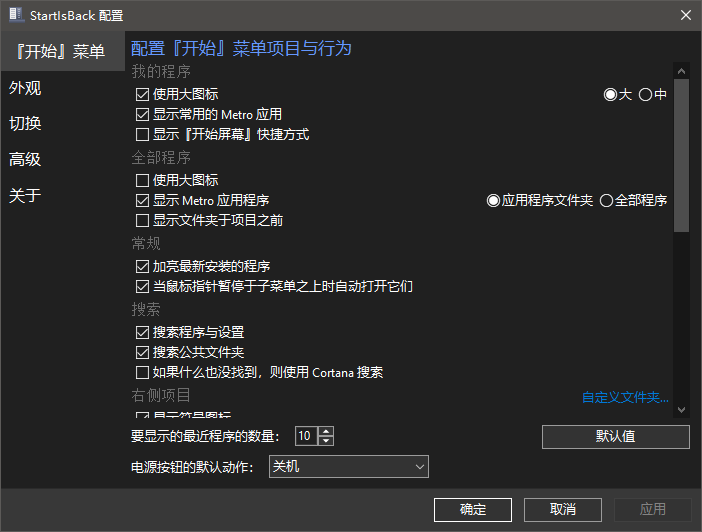 StartIsBack 配置
『开始』菜单
外观
切换
高级
关于
配置『开始』菜单项目与行为
我的程序
使用大图标 大 中
显示常用的 Metro 应用
显示『开始屏幕』快捷方式
全部程序
使用大图标
显示 Metro 应用程序 应用程序文件夹 全部程序
显示文件夹于项目之前
常规
加亮最新安装的程序
当鼠标指针暂停于子菜单之上时自动打开它们
搜索
搜索程序与设置
搜索公共文件夹
如果什么也没找到，则使用 Cortana 搜索
右侧项目 自定义文件夹...
显示符号图标
要显示的最近程序的数量： 10 默认值
电源按钮的默认动作： 关机
确定 取消 应用